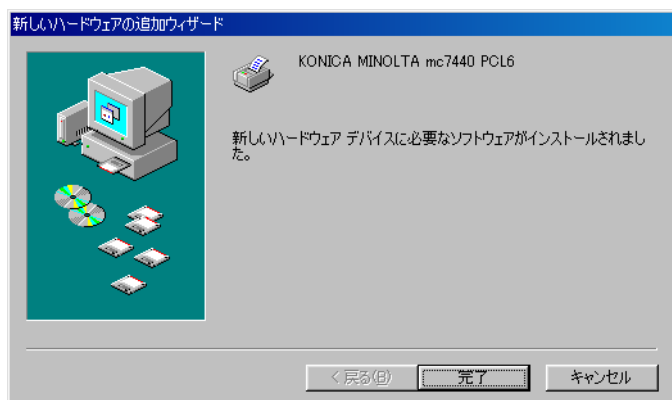 新しいハードウェアの追加ウィザード
KONICA MINOLTA mc7440 PCL6
新しいハードウェア デバイスに必要なソフトウェアがインストールされまし
た。
< 戻る(B)
完了
キャンセル